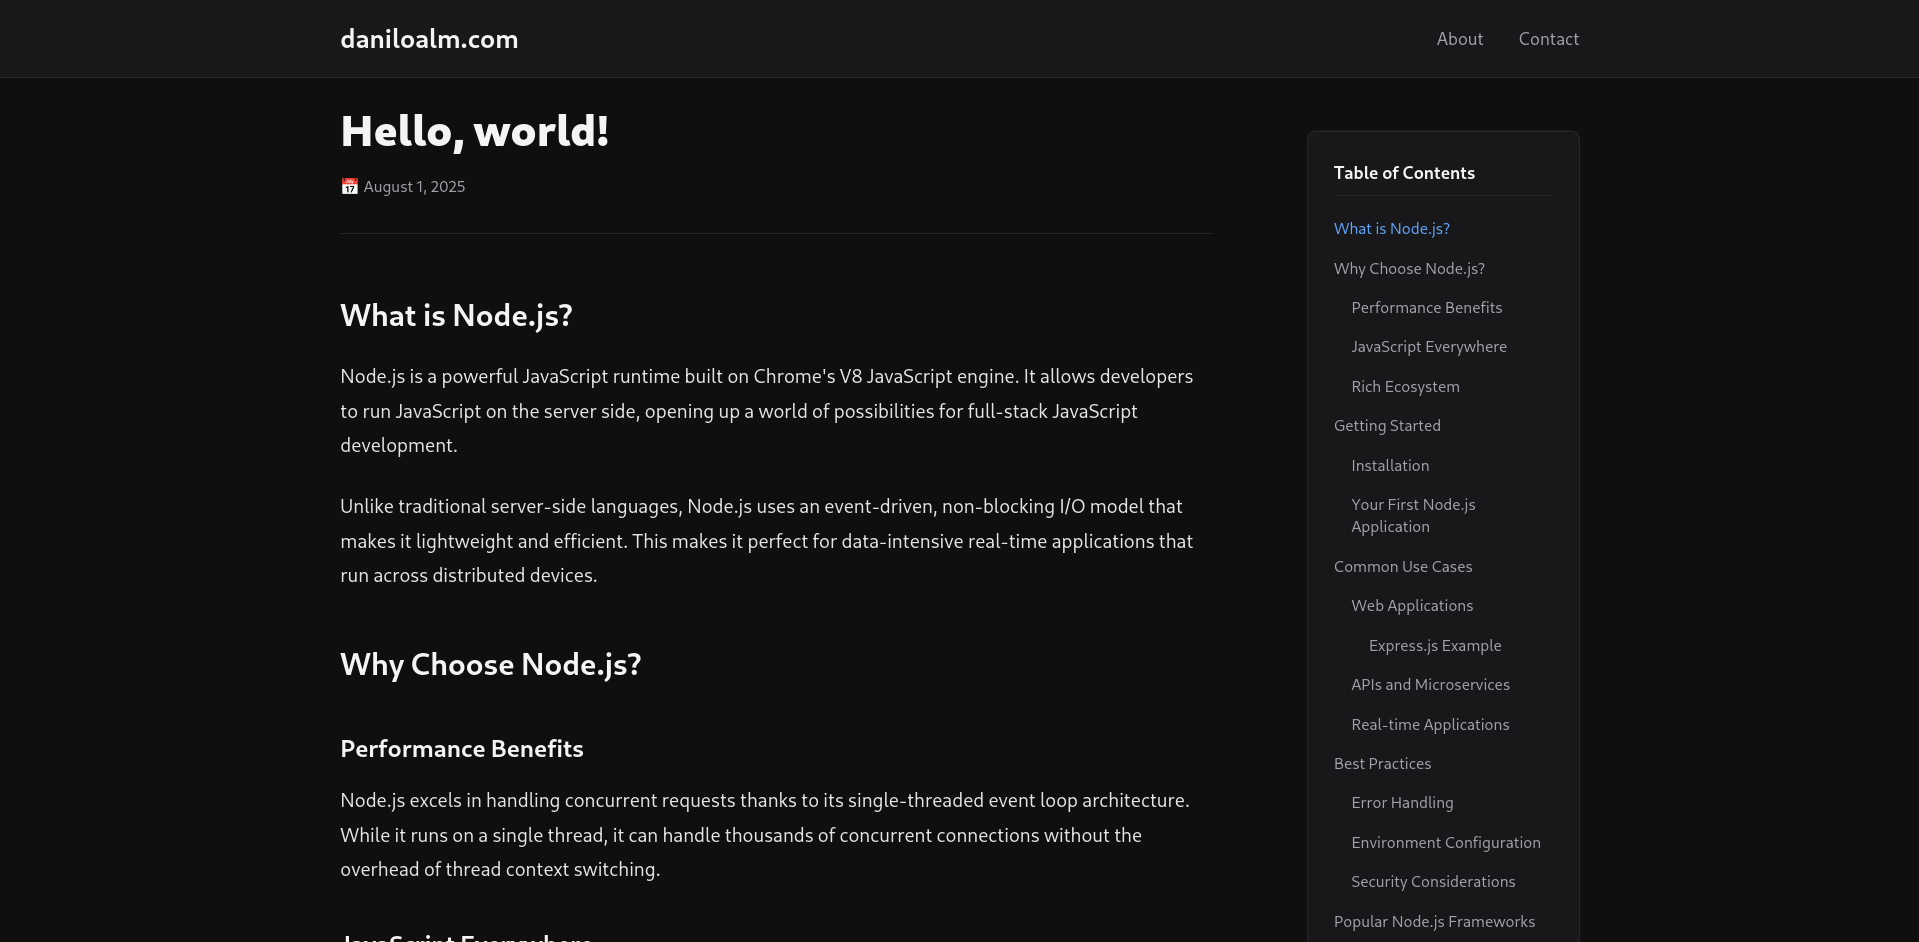 daniloalm.com
About
Contact
Hello, world!
📅 August 1, 2025
What is Node.js?
Node.js is a powerful JavaScript runtime built on Chrome's V8 JavaScript engine. It allows developers
to run JavaScript on the server side, opening up a world of possibilities for full-stack JavaScript
development.
Unlike traditional server-side languages, Node.js uses an event-driven, non-blocking I/O model that
makes it lightweight and efficient. This makes it perfect for data-intensive real-time applications that
run across distributed devices.
Why Choose Node.js?
Performance Benefits
Node.js excels in handling concurrent requests thanks to its single-threaded event loop architecture.
While it runs on a single thread, it can handle thousands of concurrent connections without the
overhead of thread context switching.
JavaScript Everywhere
Table of Contents
What is Node.js?
Why Choose Node.js?
Performance Benefits
JavaScript Everywhere
Rich Ecosystem
Getting Started
Installation
Your First Node.js
Application
Common Use Cases
Web Applications
Express.js Example
APIs and Microservices
Real-time Applications
Best Practices
Error Handling
Environment Configuration
Security Considerations
Popular Node.js Frameworks